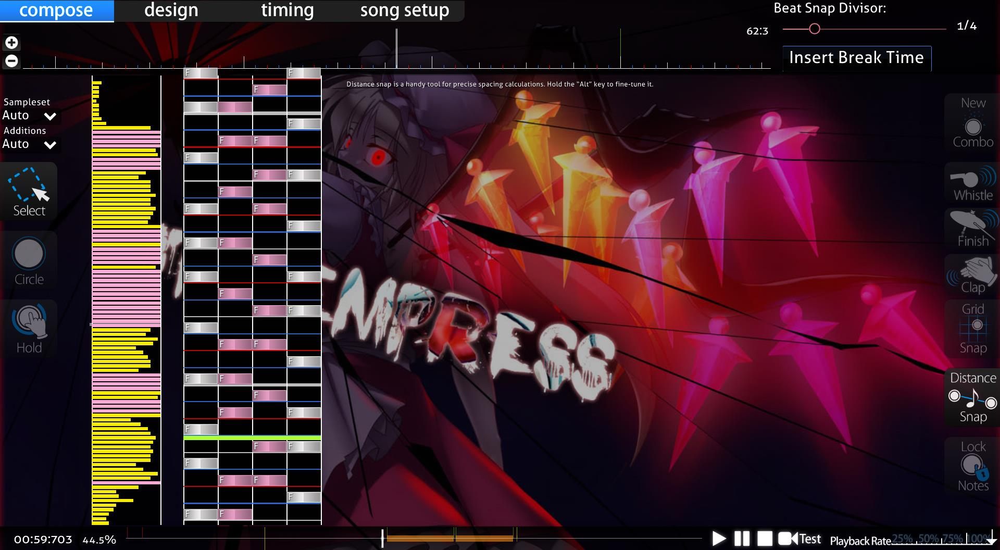 compose
design
timing
song setup
Beat Snap Divisor:
62:3
1/4
Insert Break Time
Distance snap is a handy tool for precise spacing calculations. Hold the "Alt" key to fine-tune it.
Sampleset
Auto
Additions
Auto
Select
Circle
Hold
F F
F
F
F F
F
F F
F
F F
F
F F
F
F F
F
F F
F
F F
F
F F
F
F F
F
F F
F
F F
F
F F
EMPRESS
New
Combo
Whistle
Finish
Clap
Grid
Snap
Distance
Snap
Lock
Notes
00:59:703
44.5%
Test
Playback Rate
25% 50% 75% 100%